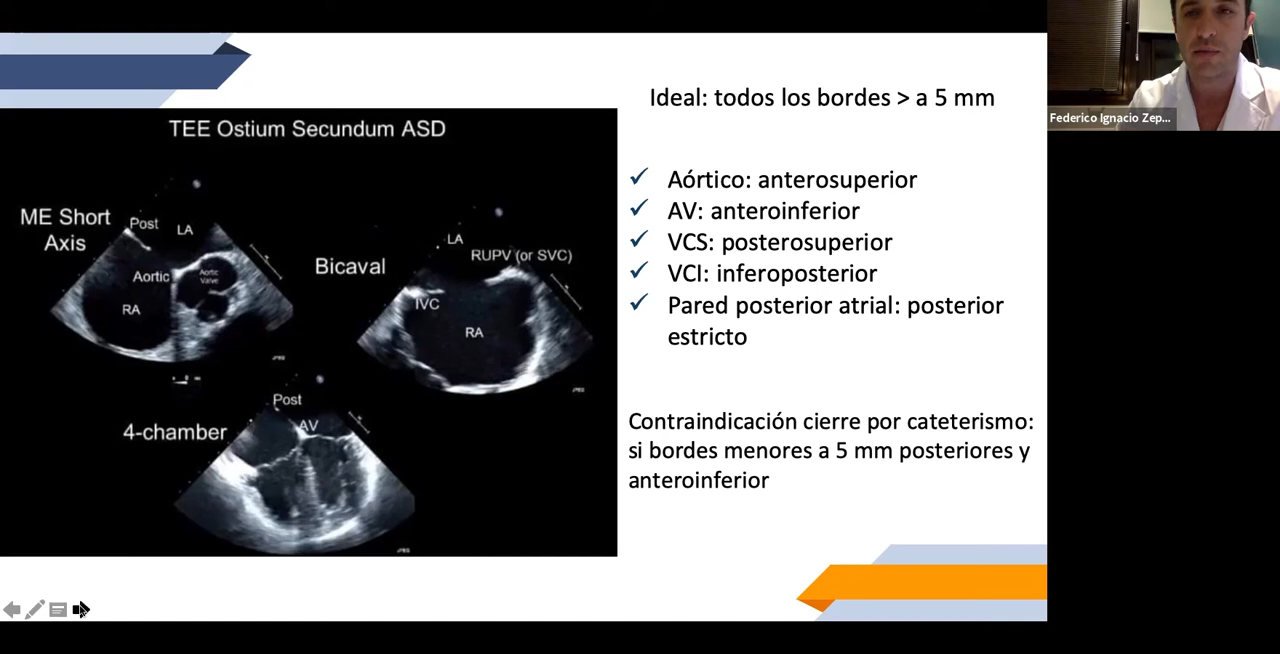 TEE Ostium Secundum ASD
ME Short
Axis
Post
LA
Aortic
Aortic
Valve
RA
Bicaval
LA
RUPV (or SVC)
IVC
RA
4-chamber
Post
AV
Ideal: todos los bordes > a 5 mm
Aórtico: anterosuperior
AV: anteroinferior
VCS: posterosuperior
VCI: inferoposterior
Pared posterior atrial: posterior
estricto
Contraindicación cierre por cateterismo:
si bordes menores a 5 mm posteriores y
anteroinferior
Federico Ignacio Zep...